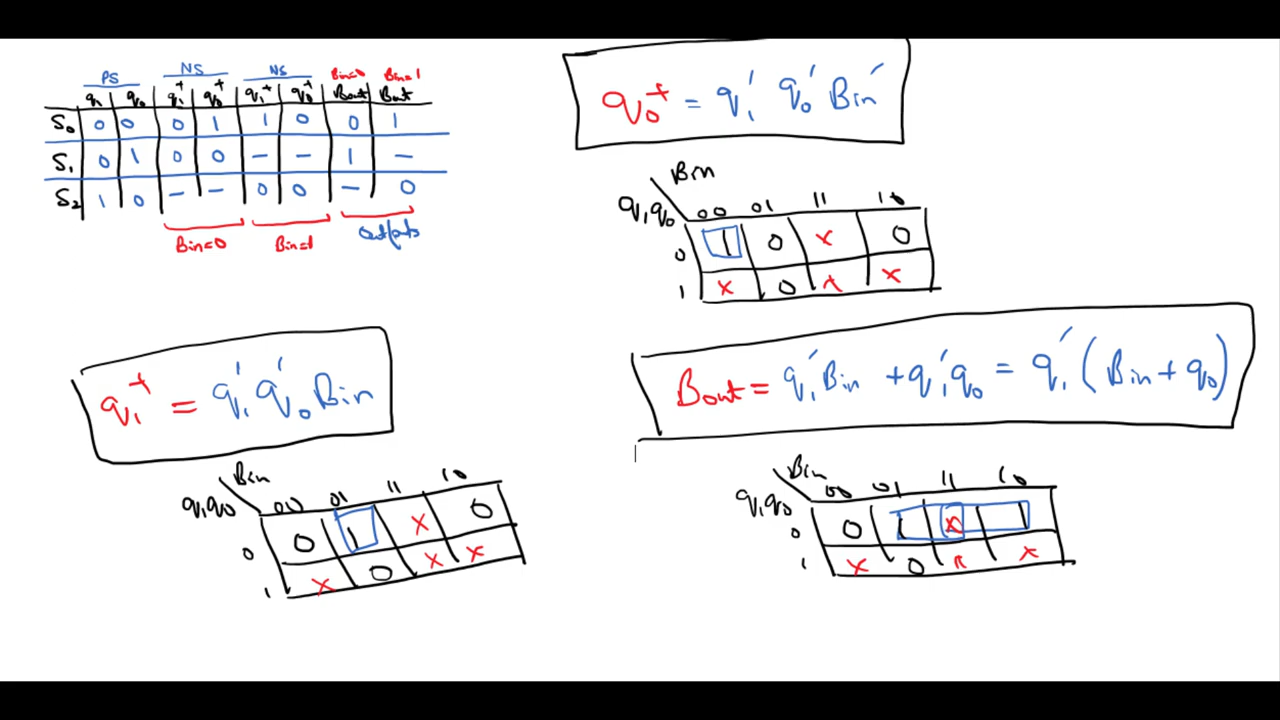 PS NS NS Bin=0 Bin=1
q1 q0 q1+ q0+ q1+ q0+ Bout Bout
S0 0 0 0 1 1 0 0 1
S1 0 1 0 0 – – 1 –
S2 1 0 – – 0 0 – 0
Bin=0 Bin=1 outputs
q0+ = q1' q0' Bin'
Bin
q1q0 00 01 11 10
0 1 0 x 0
1 x 0 x x
q1+ = q1' q0' Bin
Bin
q1q0 00 01 11 10
0 0 1 x 0
1 x 0 x x
Bout = q1' Bin + q1' q0 = q1' (Bin + q0)
Bin
q1q0 00 01 11 10
0 0 1 x 1
1 x 0 x x